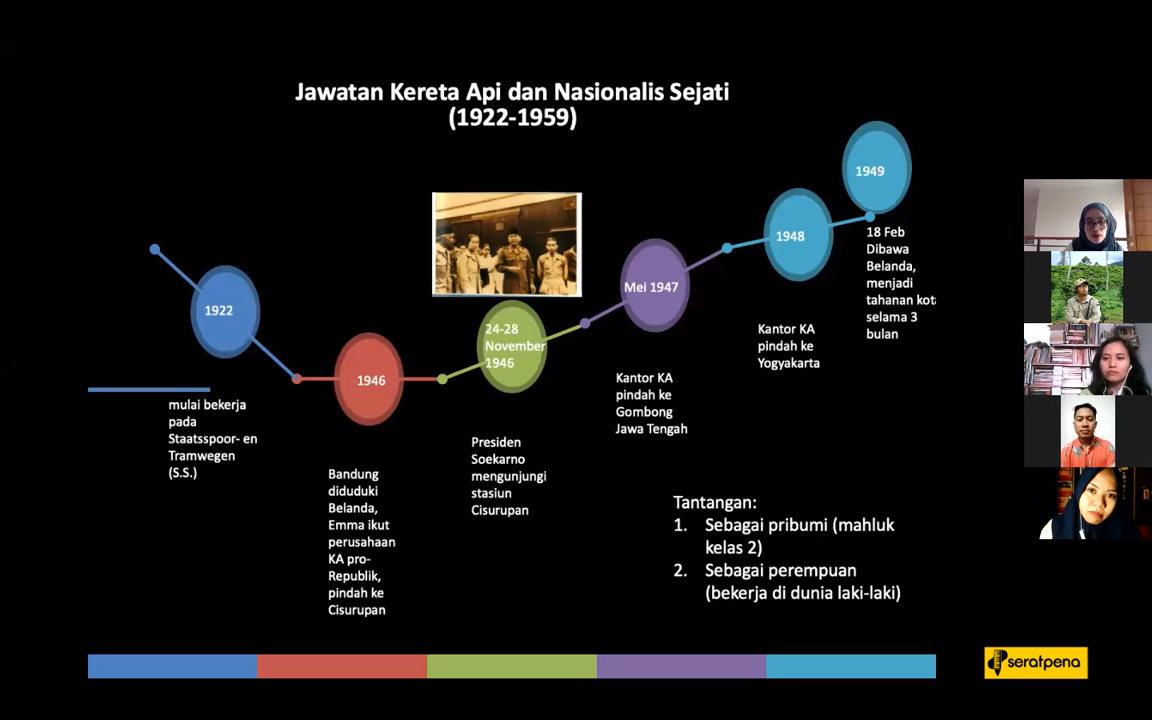 Jawatan Kereta Api dan Nasionalis Sejati
(1922-1959)
1922
mulai bekerja
pada
Staatsspoor- en
Tramwegen
(S.S.)
1946
Bandung
diduduki
Belanda,
Emma ikut
perusahaan
KA pro-
Republik,
pindah ke
Cisurupan
24-28
November
1946
Presiden
Soekarno
mengunjungi
stasiun
Cisurupan
Mei 1947
Kantor KA
pindah ke
Gombong
Jawa Tengah
1948
Kantor KA
pindah ke
Yogyakarta
1949
18 Feb
Dibawa
Belanda,
menjadi
tahanan kota
selama 3
bulan
Tantangan:
1. Sebagai pribumi (mahluk
kelas 2)
2. Sebagai perempuan
(bekerja di dunia laki-laki)
seratpena